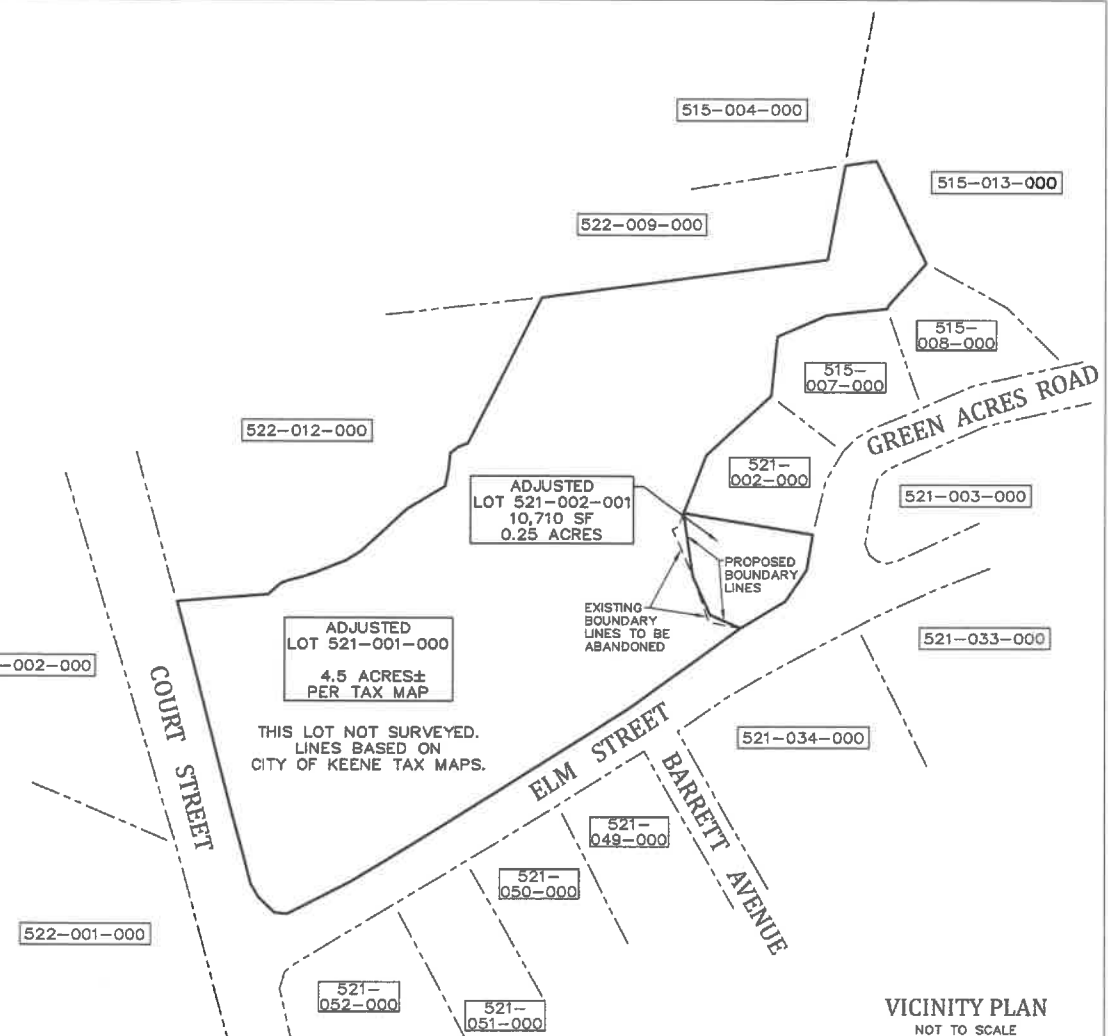 515-004-000
515-013-000
522-009-000
515-
008-000
515-
007-000
GREEN ACRES ROAD
522-012-000
521-
002-000
521-003-000
ADJUSTED
LOT 521-002-001
10,710 SF
0.25 ACRES
PROPOSED
BOUNDARY
LINES
EXISTING
BOUNDARY
LINES TO BE
ABANDONED
ADJUSTED
LOT 521-001-000
4.5 ACRES±
PER TAX MAP
521-033-000
-002-000
COURT STREET
THIS LOT NOT SURVEYED.
LINES BASED ON
CITY OF KEENE TAX MAPS.
ELM STREET
521-034-000
BARRETT AVENUE
521-
049-000
521-
050-000
522-001-000
521-
052-000
521-
051-000
VICINITY PLAN
NOT TO SCALE